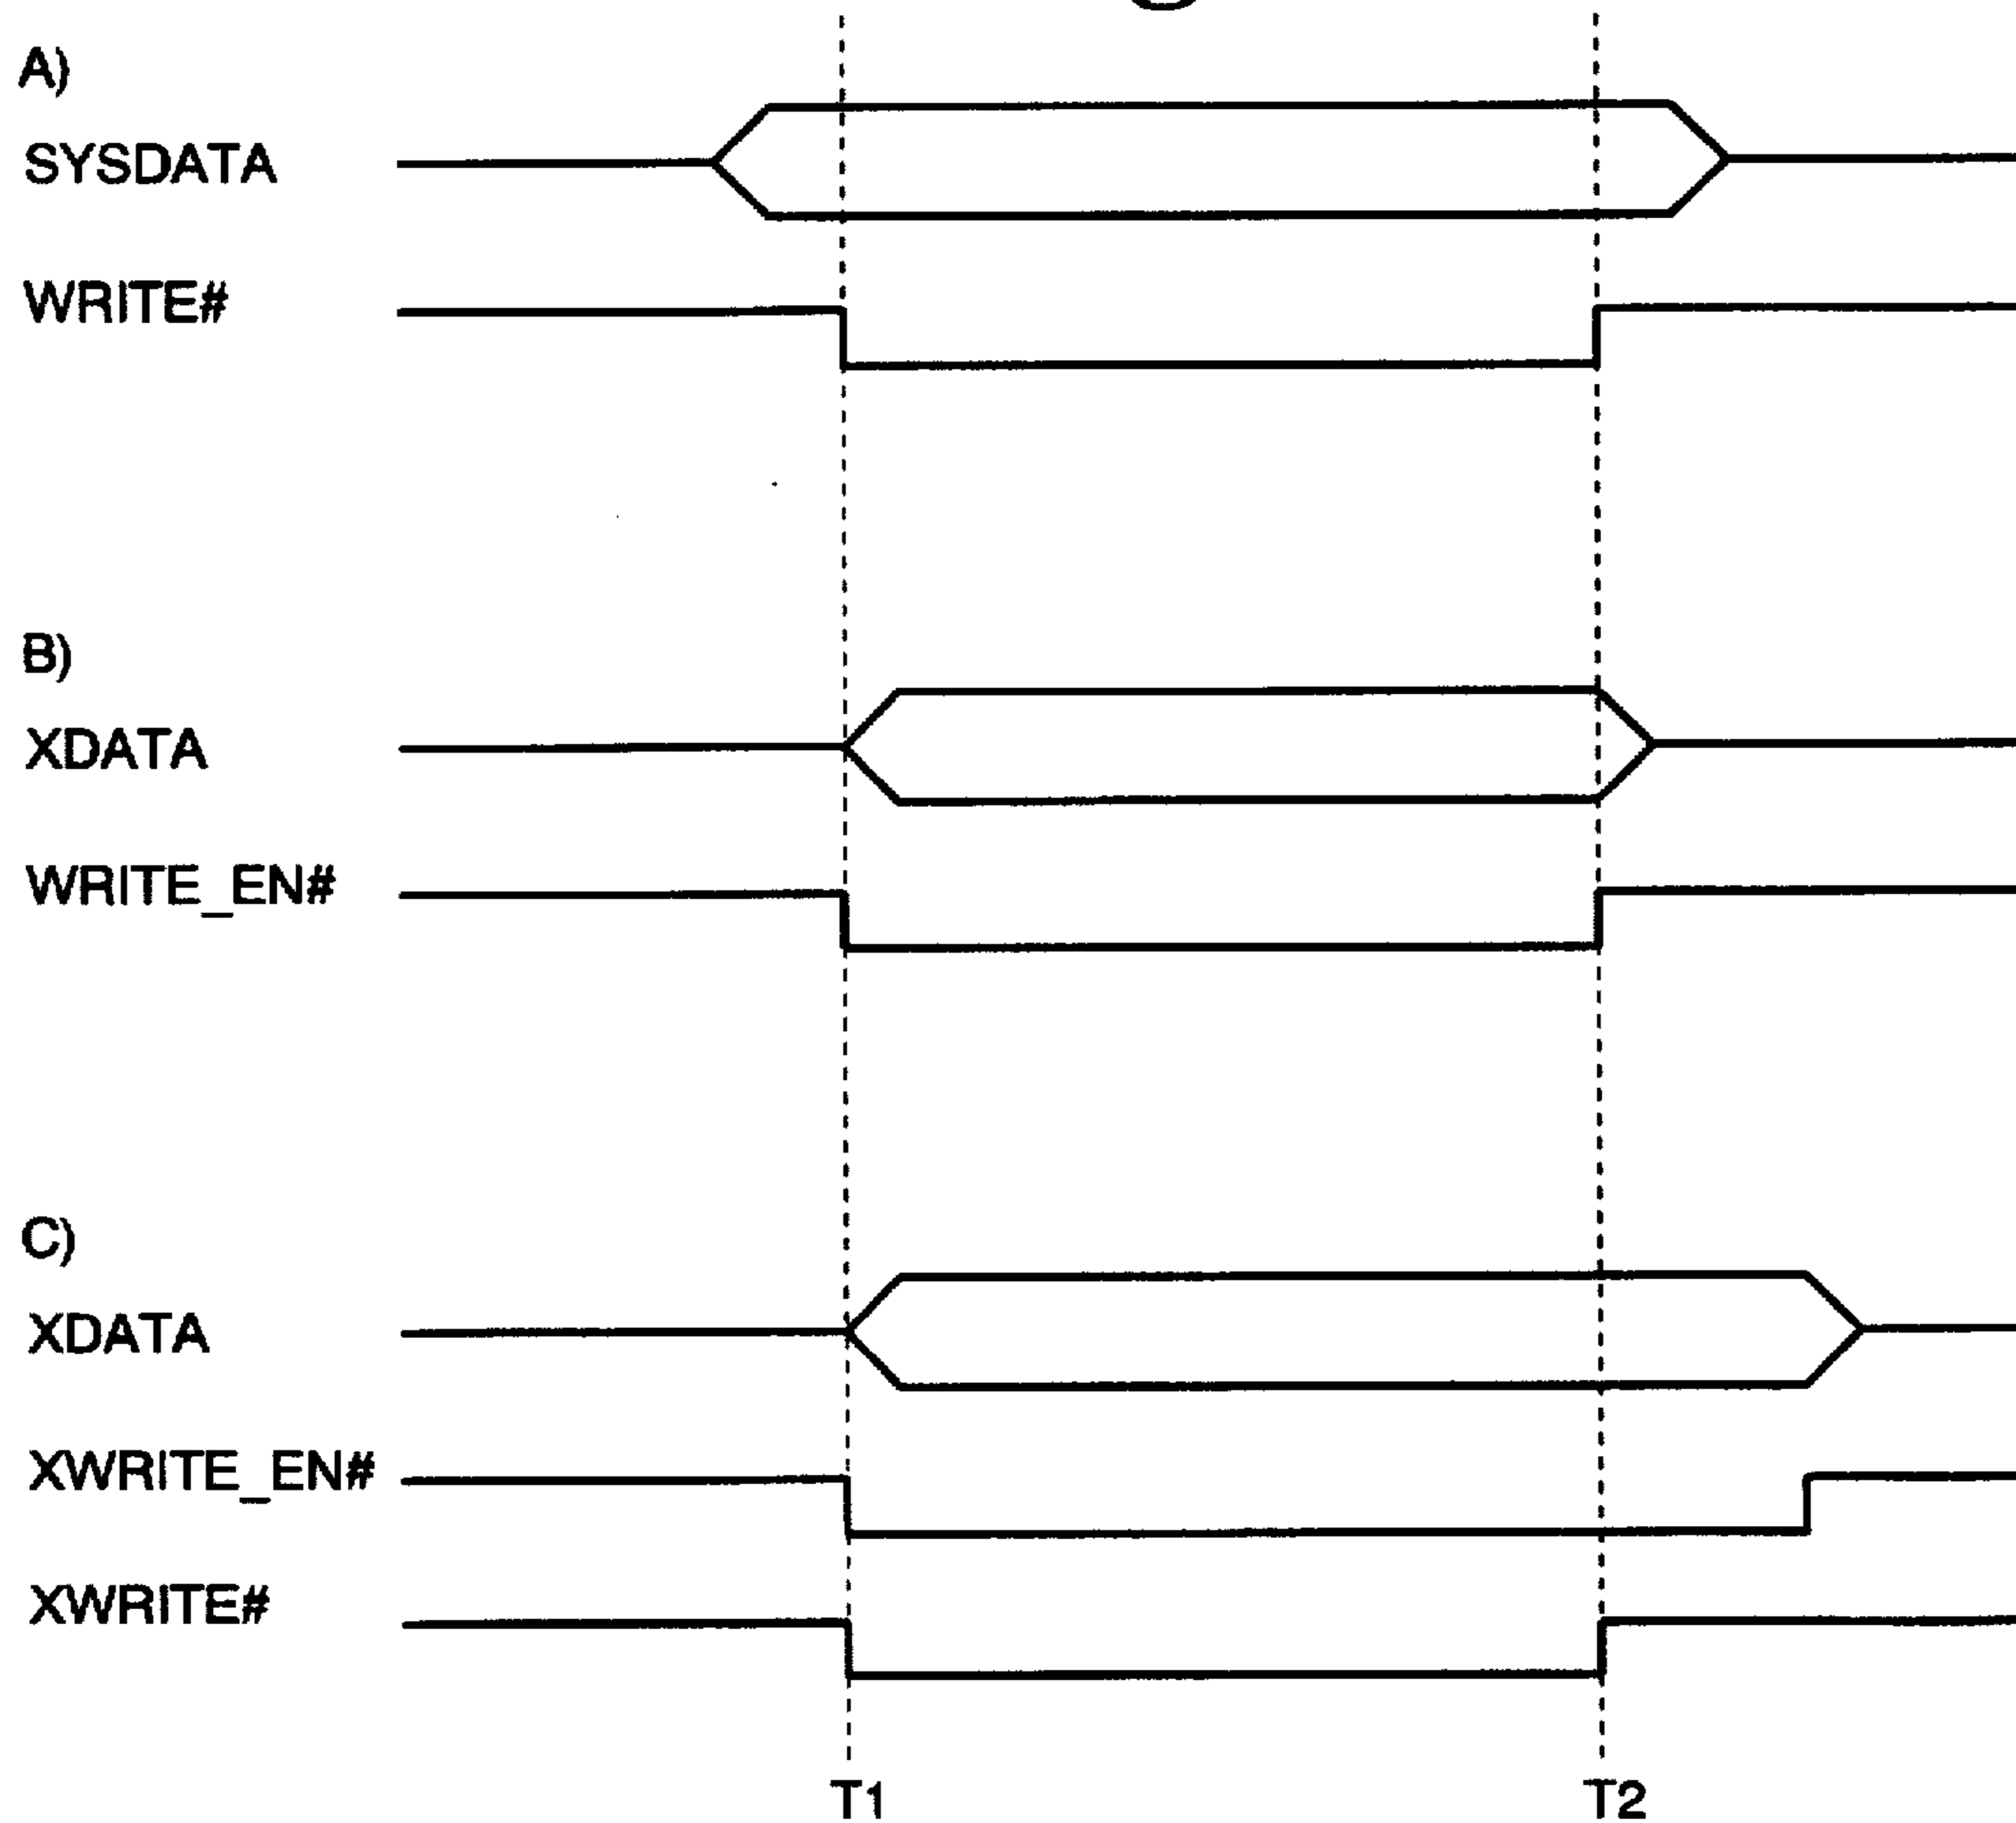 A)
SYSDATA
WRITE#
B)
XDATA
WRITE_EN#
C)
XDATA
XWRITE_EN#
XWRITE#
T1 T2